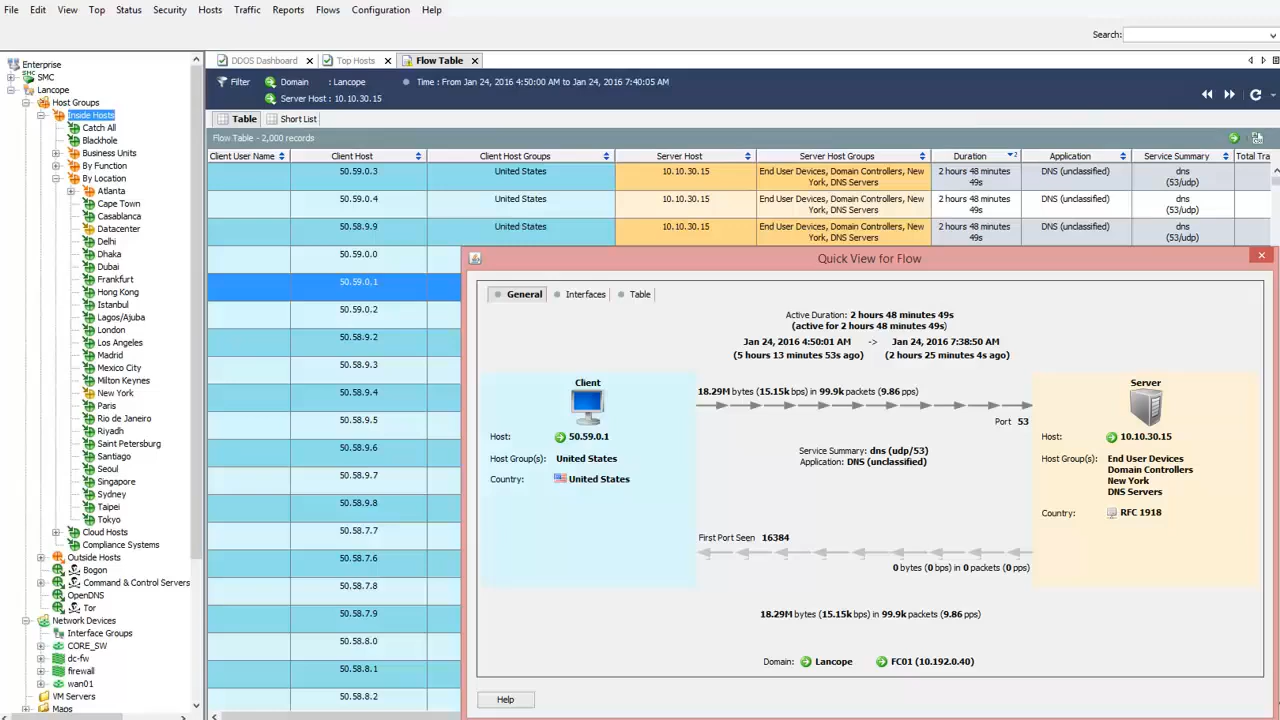 File Edit View Top Status Security Hosts Traffic Reports Flows Configuration Help
Search:
Enterprise
SMC
Lancope
Host Groups
Inside Hosts
Catch All
Blackhole
Business Units
By Function
By Location
Atlanta
Cape Town
Casablanca
Datacenter
Delhi
Dhaka
Dubai
Frankfurt
Hong Kong
Istanbul
Lagos/Ajuba
London
Los Angeles
Madrid
Mexico City
Milton Keynes
New York
Paris
Rio de Janeiro
Riyadh
Saint Petersburg
Santiago
Seoul
Singapore
Sydney
Taipei
Tokyo
Cloud Hosts
Compliance Systems
Outside Hosts
Bogon
Command & Control Servers
OpenDNS
Tor
Network Devices
Interface Groups
CORE_SW
dc-fw
firewall
wan01
VM Servers
Maps
DDOS Dashboard Top Hosts Flow Table
Filter Domain : Lancope Time : From Jan 24, 2016 4:50:00 AM to Jan 24, 2016 7:40:05 AM
Server Host : 10.10.30.15
Table Short List
Flow Table - 2,000 records
Client User Name Client Host Client Host Groups Server Host Server Host Groups Duration 2 Application Service Summary Total Tra
50.59.0.3 United States 10.10.30.15 End User Devices, Domain Controllers, New 2 hours 48 minutes DNS (unclassified) dns
York, DNS Servers 49s (53/udp)
50.59.0.4 United States 10.10.30.15 End User Devices, Domain Controllers, New 2 hours 48 minutes DNS (unclassified) dns
York, DNS Servers 49s (53/udp)
50.59.9.9 United States 10.10.30.15 End User Devices, Domain Controllers, New 2 hours 48 minutes DNS (unclassified) dns
York, DNS Servers 49s (53/udp)
50.59.0.0
50.59.0.1
50.59.0.2
50.58.9.2
50.58.9.3
50.58.9.4
50.58.9.5
50.58.9.6
50.58.9.7
50.58.9.8
50.58.7.7
50.58.7.6
50.58.7.8
50.58.7.9
50.58.8.0
50.58.8.1
50.58.8.2
Quick View for Flow
General Interfaces Table
Active Duration: 2 hours 48 minutes 49s
(active for 2 hours 48 minutes 49s)
Jan 24, 2016 4:50:01 AM -> Jan 24, 2016 7:38:50 AM
(5 hours 13 minutes 53s ago) (2 hours 25 minutes 4s ago)
Client
Host: 50.59.0.1
Host Group(s): United States
Country: United States
18.29M bytes (15.15k bps) in 99.9k packets (9.86 pps)
Port 53
Service Summary: dns (udp/53)
Application: DNS (unclassified)
First Port Seen 16384
0 bytes (0 bps) in 0 packets (0 pps)
Server
Host: 10.10.30.15
Host Group(s): End User Devices
Domain Controllers
New York
DNS Servers
Country: RFC 1918
18.29M bytes (15.15k bps) in 99.9k packets (9.86 pps)
Domain: Lancope FC01 (10.192.0.40)
Help